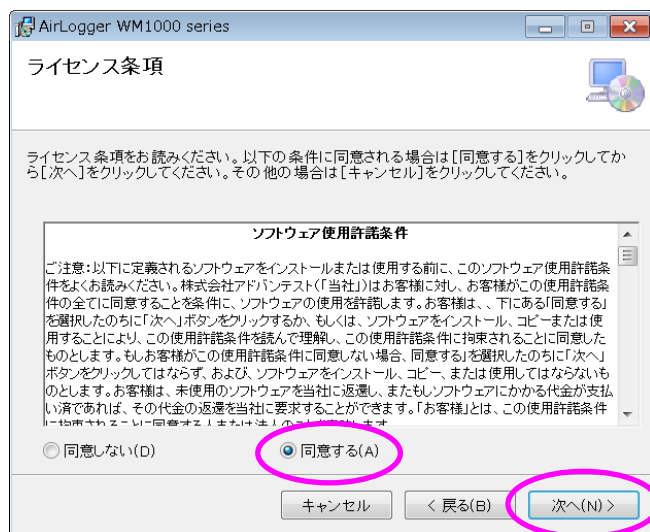 AirLogger WM1000 series
ライセンス条項
ライセンス条項をお読みください。以下の条件に同意される場合は[同意する]をクリックしてか
ら[次へ]をクリックしてください。その他の場合は[キャンセル]をクリックしてください。
ソフトウェア使用許諾条件
ご注意:以下に定義されるソフトウェアをインストールまたは使用する前に、このソフトウェア使用許諾条
件をよくお読みください。株式会社アドバンテスト(「当社」)はお客様に対し、お客様がこの使用許諾条
件の全てに同意することを条件に、ソフトウェアの使用を許諾します。お客様は、、下にある「同意する」
を選択したのちに「次へ」ボタンをクリックするか、もしくは、ソフトウェアをインストール、コピーまたは使
用することにより、この使用許諾条件を読んで理解し、この使用許諾条件に拘束されることに同意した
ものとします。もしお客様がこの使用許諾条件に同意しない場合、同意する」を選択したのちに「次へ」
ボタンをクリックしてはならず、および、ソフトウェアをインストール、コピー、または使用してはならないも
のとします。お客様は、未使用のソフトウェアを当社に返還し、またもしソフトウェアにかかる代金が支払
い済であれば、その代金の返還を当社に要求することができます。「お客様」とは、この使用許諾条件
同意しない(D)
同意する(A)
キャンセル
< 戻る(B)
次へ(N) >